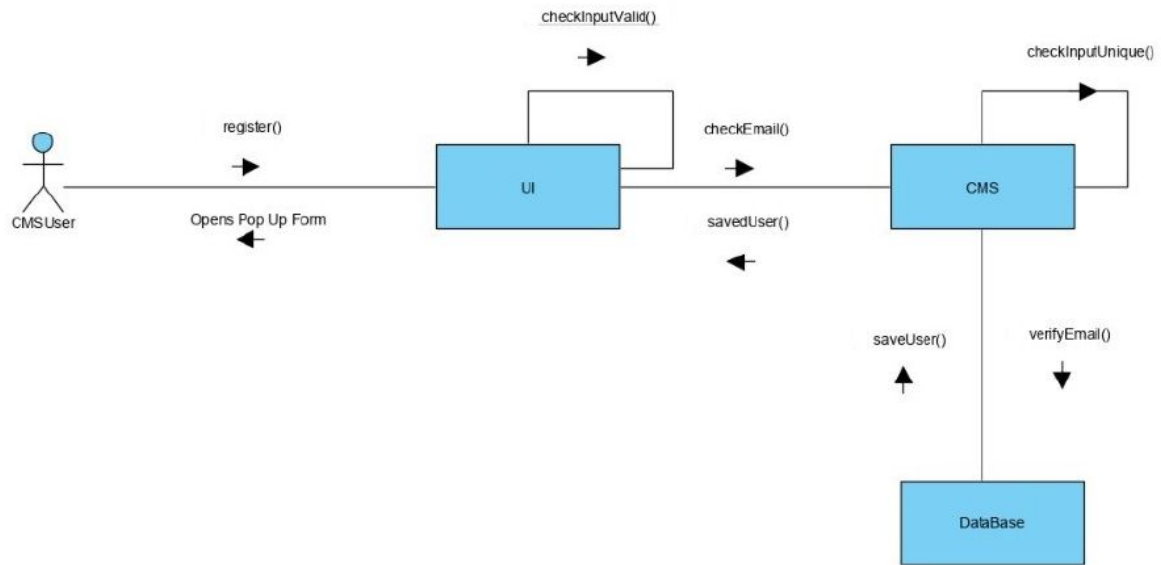 checkInputValid()
checkInputUnique()
register()
checkEmail()
UI
CMS
CMSUser
Opens Pop Up Form
savedUser()
saveUser()
verifyEmail()
DataBase